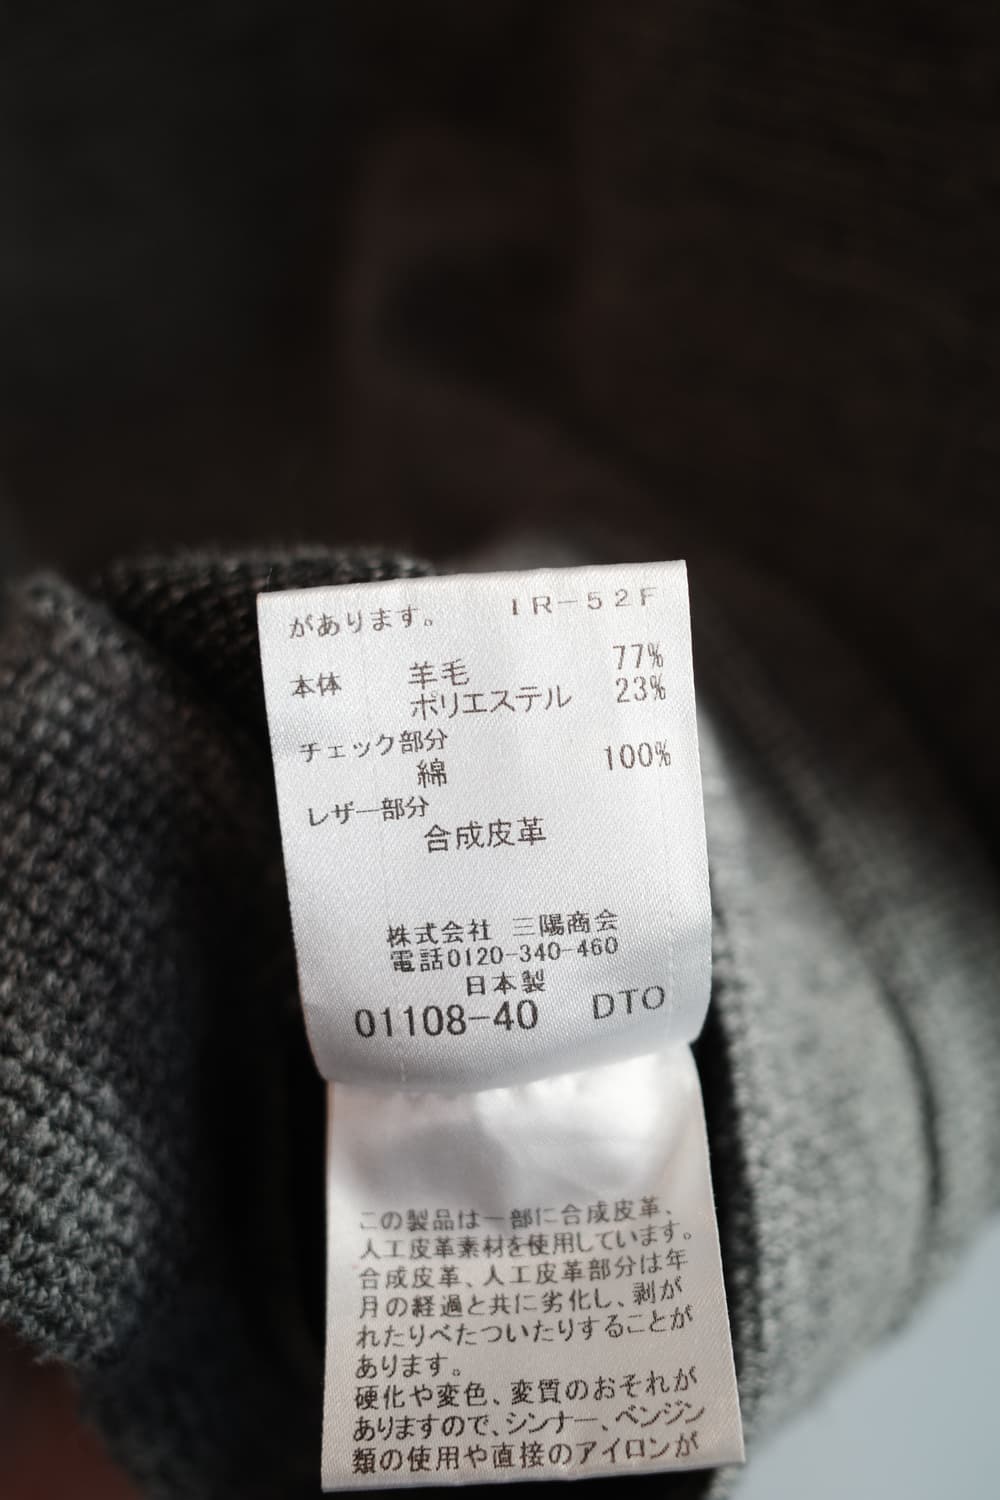 があります。 IR-52F
本体 羊毛 77%
ポリエステル 23%
チェック部分
綿 100%
レザー部分
合成皮革
株式会社 三陽商会
電話0120-340-460
日本製
01108-40 DTO
この製品は一部に合成皮革、
人工皮革素材を使用しています。
合成皮革、人工皮革部分は年
月の経過と共に劣化し、剥が
れたりべたついたりすることが
あります。
硬化や変色、変質のおそれが
ありますので、シンナー、ベンジン
類の使用や直接のアイロンが